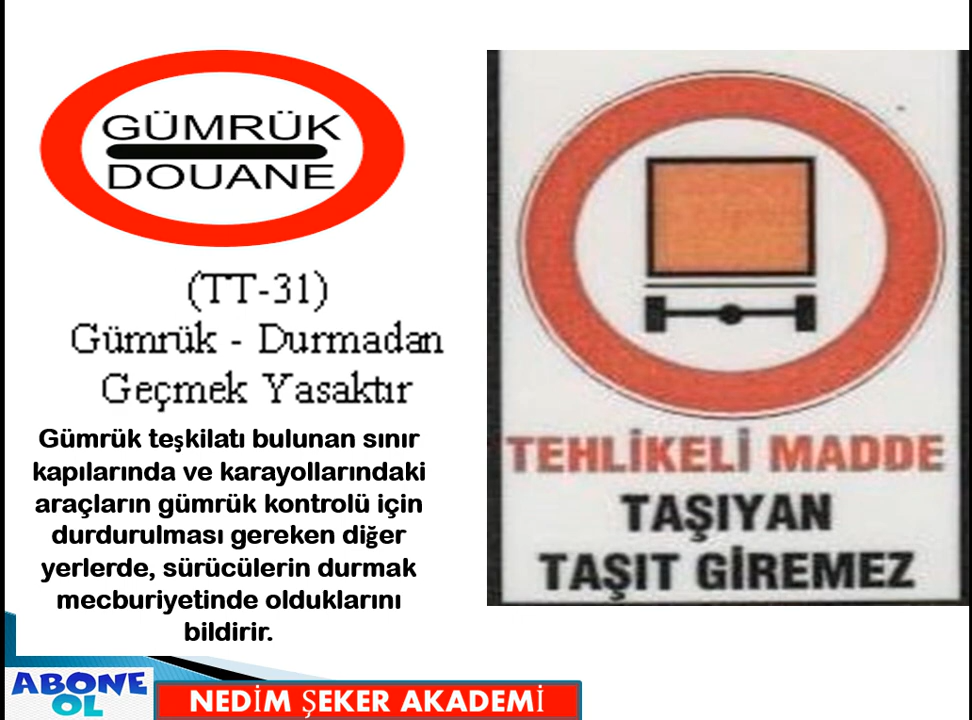 GÜMRÜK
DOUANE
(TT-31)
Gümrük - Durmadan
Geçmek Yasaktır
Gümrük teşkilatı bulunan sınır
kapılarında ve karayollarındaki
araçların gümrük kontrolü için
durdurulması gereken diğer
yerlerde, sürücülerin durmak
mecburiyetinde olduklarını
bildirir.
TEHLİKELİ MADDE
TAŞIYAN
TAŞIT GİREMEZ
ABONE
OL
NEDİM ŞEKER AKADEMİ